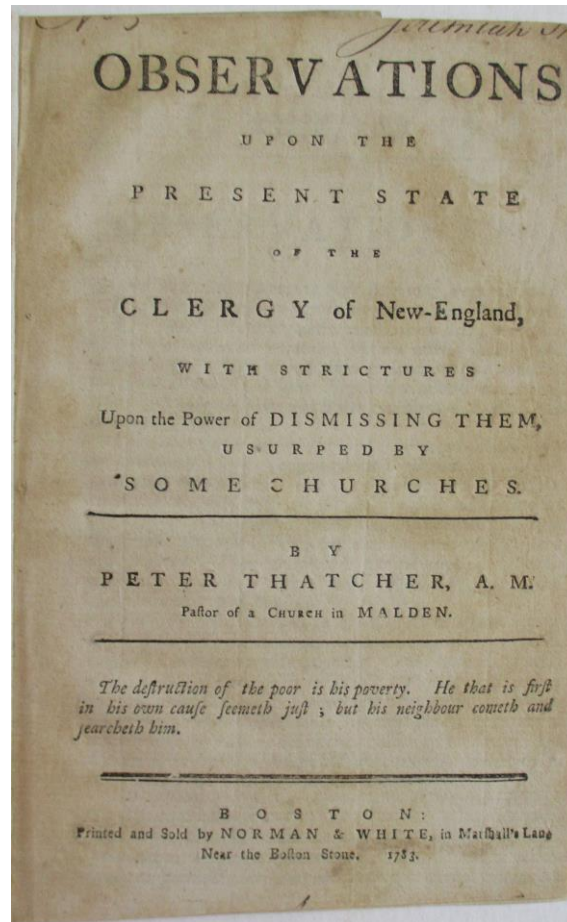 No 3 Jeremiah
OBSERVATIONS
UPON THE
PRESENT STATE
OF THE
CLERGY of New-England,
WITH STRICTURES
Upon the Power of DISMISSING THEM,
USURPED BY
SOME CHURCHES.
BY
PETER THATCHER, A. M.
Paſtor of a CHURCH in MALDEN.
The deſtruction of the poor is his poverty. He that is firſt
in his own cauſe ſeemeth juſt ; but his neighbour cometh and
ſearcheth him.
BOSTON:
Printed and Sold by NORMAN & WHITE, in Marſhall's Lane
Near the Boſton Stone. 1783.